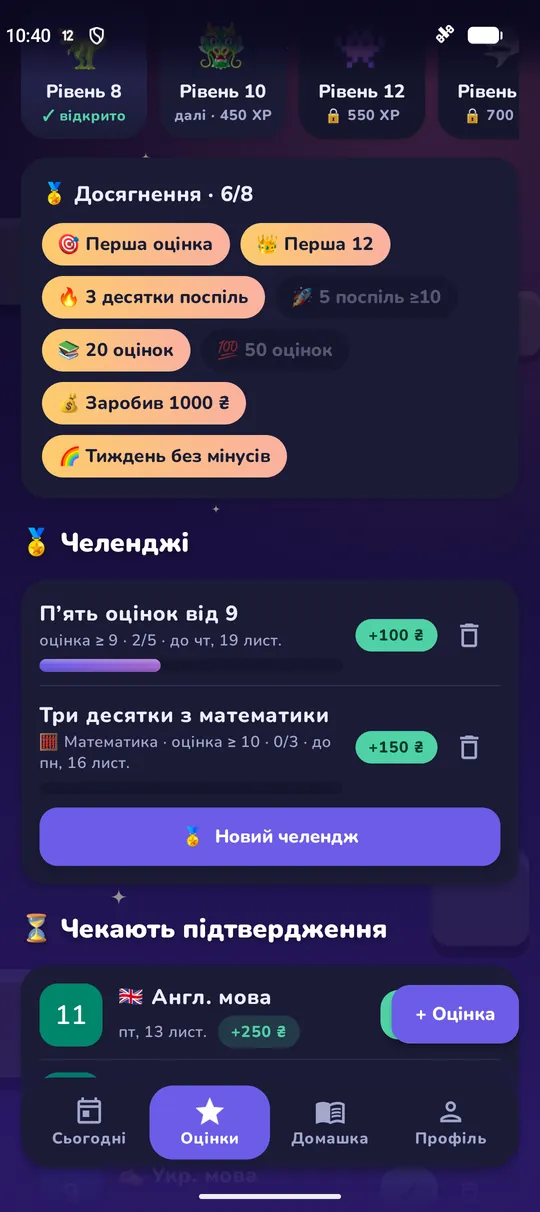 10:40 12
Рівень 8
✓ відкрито
Рівень 10
далі · 450 XP
Рівень 12
🔒 550 XP
Рівень
🔒 700
🏅 Досягнення · 6/8
🎯 Перша оцінка
👑 Перша 12
🔥 3 десятки поспіль
🚀 5 поспіль ≥10
📚 20 оцінок
💯 50 оцінок
💰 Заробив 1000 ₴
🌈 Тиждень без мінусів
🏅 Челенджі
П’ять оцінок від 9
оцінка ≥ 9 · 2/5 · до чт, 19 лист.
+100 ₴
Три десятки з математики
🧮 Математика · оцінка ≥ 10 · 0/3 · до
пн, 16 лист.
+150 ₴
🏅 Новий челендж
⏳ Чекають підтвердження
11
🇬🇧 Англ. мова
пт, 13 лист.
+250 ₴
+ Оцінка
Сьогодні
Оцінки
Домашка
Профіль
Укр. мова